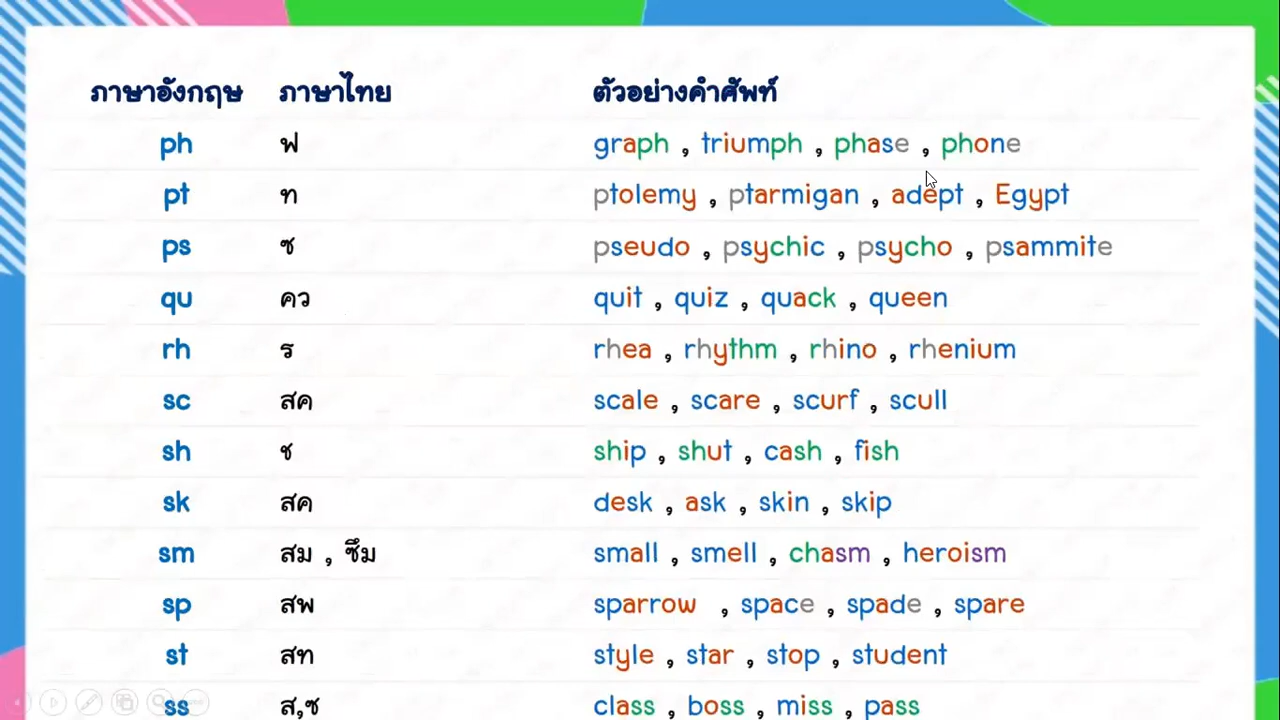 ภาษาอังกฤษ ภาษาไทย ตัวอย่างคำศัพท์
ph ฟ graph , triumph , phase , phone
pt ท ptolemy , ptarmigan , adept , Egypt
ps ซ pseudo , psychic , psycho , psammite
qu คว quit , quiz , quack , queen
rh ร rhea , rhythm , rhino , rhenium
sc สค scale , scare , scurf , scull
sh ช ship , shut , cash , fish
sk สค desk , ask , skin , skip
sm สม , ซึม small , smell , chasm , heroism
sp สพ sparrow , space , spade , spare
st สท style , star , stop , student
ss ส,ซ class , boss , miss , pass